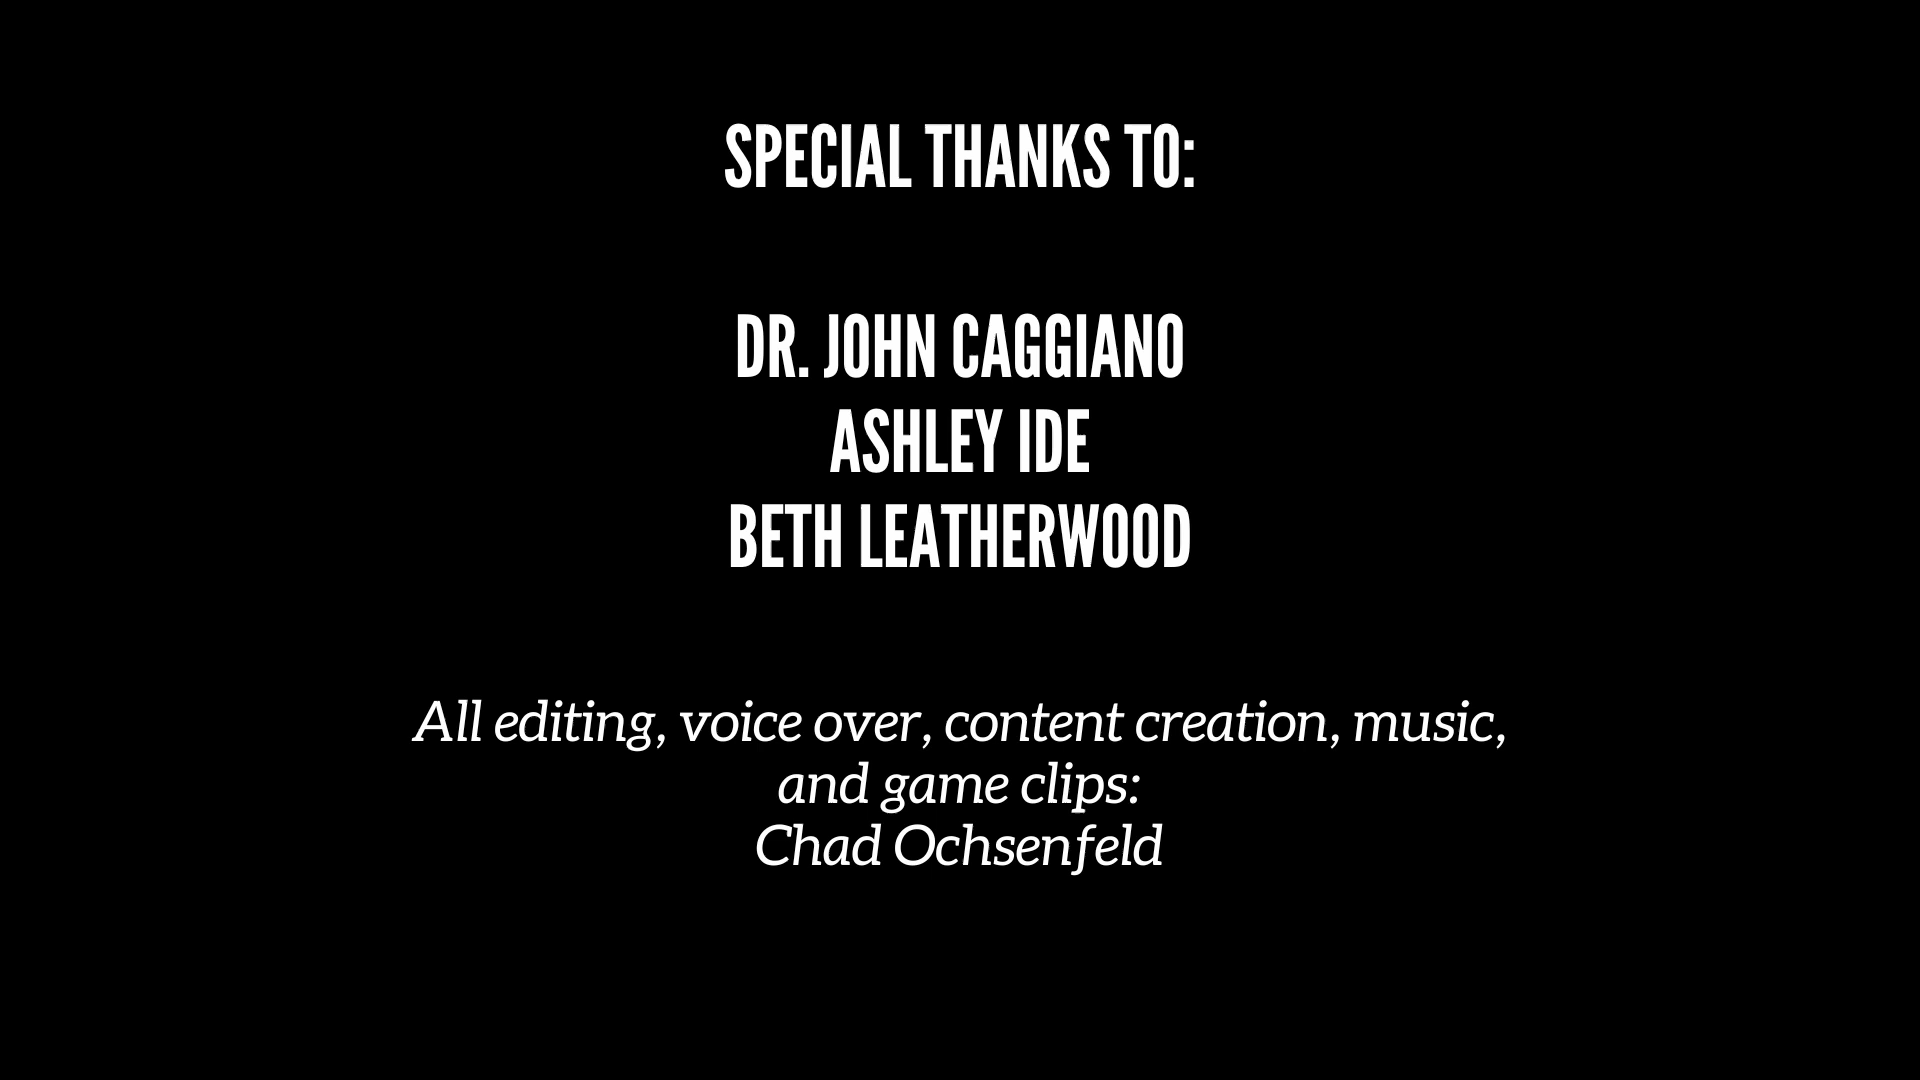 SPECIAL THANKS TO:
DR. JOHN CAGGIANO
ASHLEY IDE
BETH LEATHERWOOD
All editing, voice over, content creation, music,
and game clips:
Chad Ochsenfeld